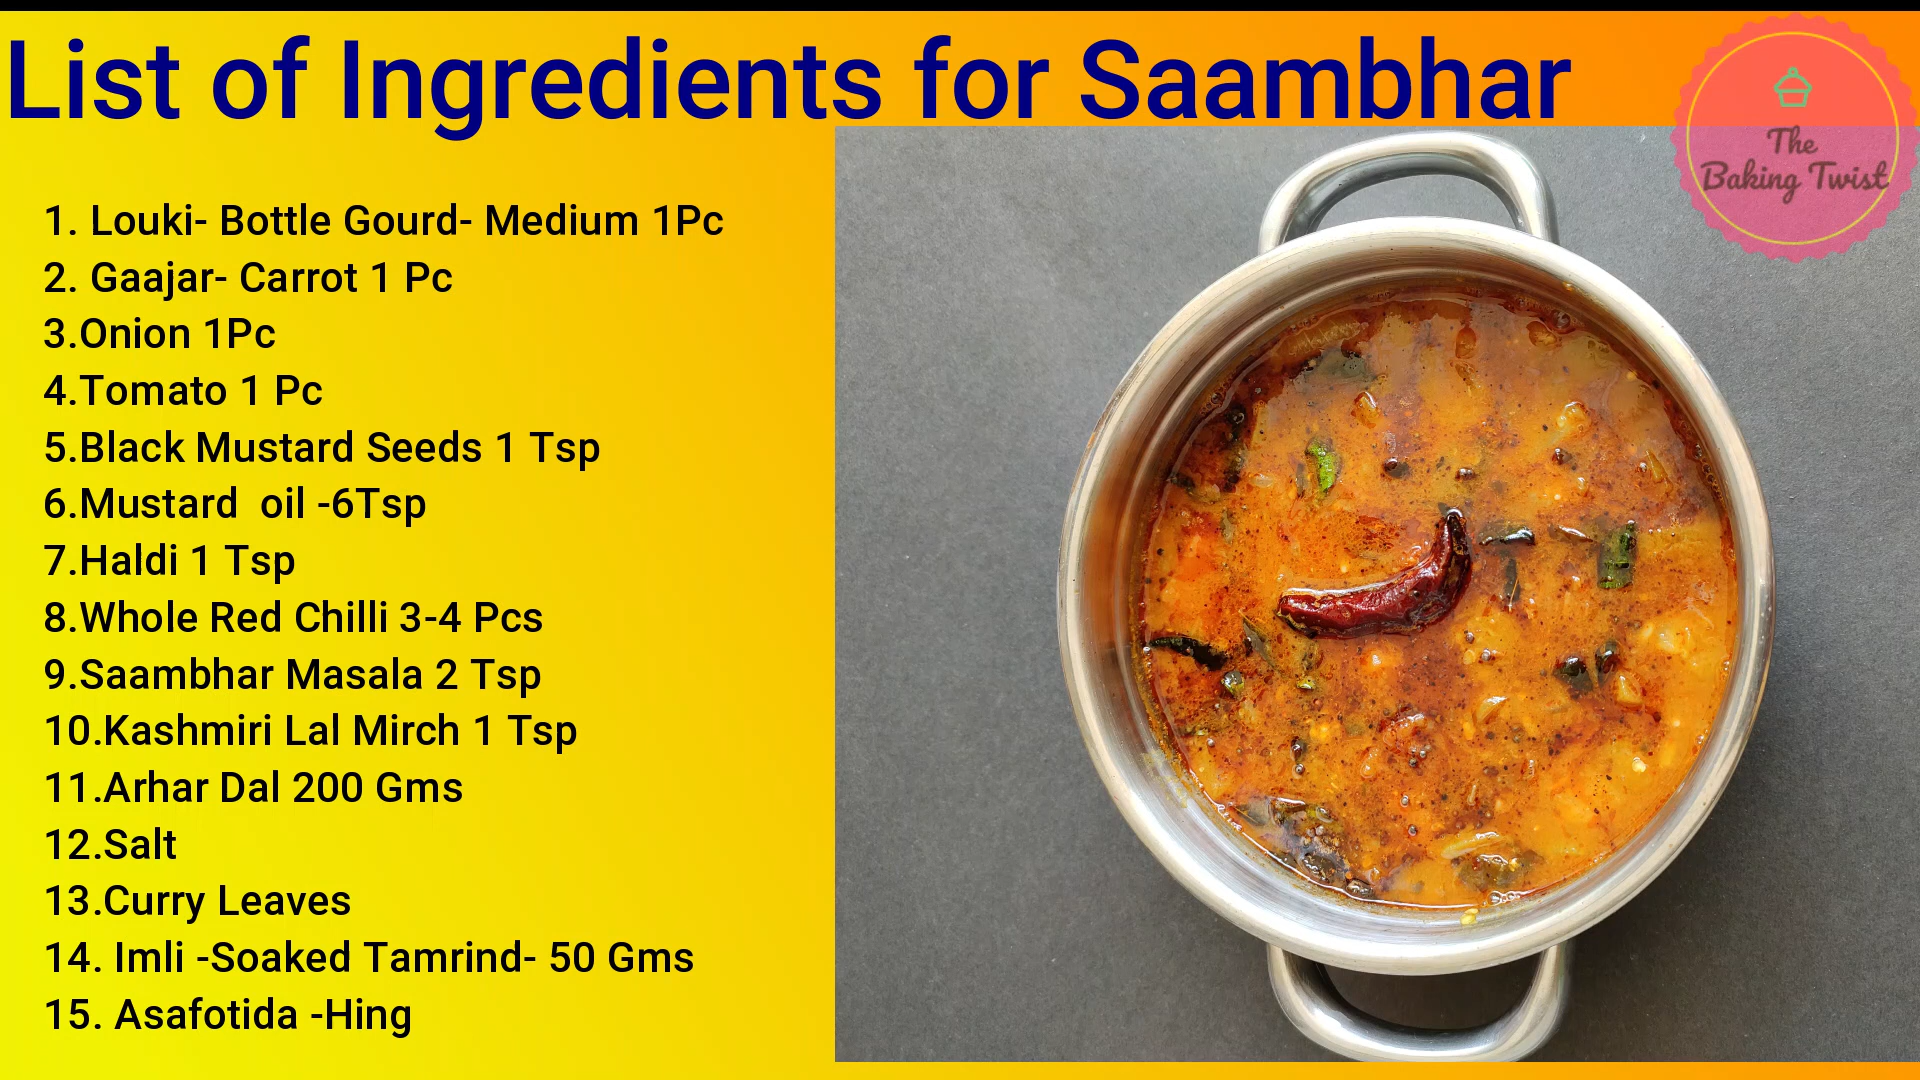 List of Ingredients for Saambhar
The
Baking Twist
1. Louki- Bottle Gourd- Medium 1Pc
2. Gaajar- Carrot 1 Pc
3.Onion 1Pc
4.Tomato 1 Pc
5.Black Mustard Seeds 1 Tsp
6.Mustard  oil -6Tsp
7.Haldi 1 Tsp
8.Whole Red Chilli 3-4 Pcs
9.Saambhar Masala 2 Tsp
10.Kashmiri Lal Mirch 1 Tsp
11.Arhar Dal 200 Gms
12.Salt
13.Curry Leaves
14. Imli -Soaked Tamrind- 50 Gms
15. Asafotida -Hing